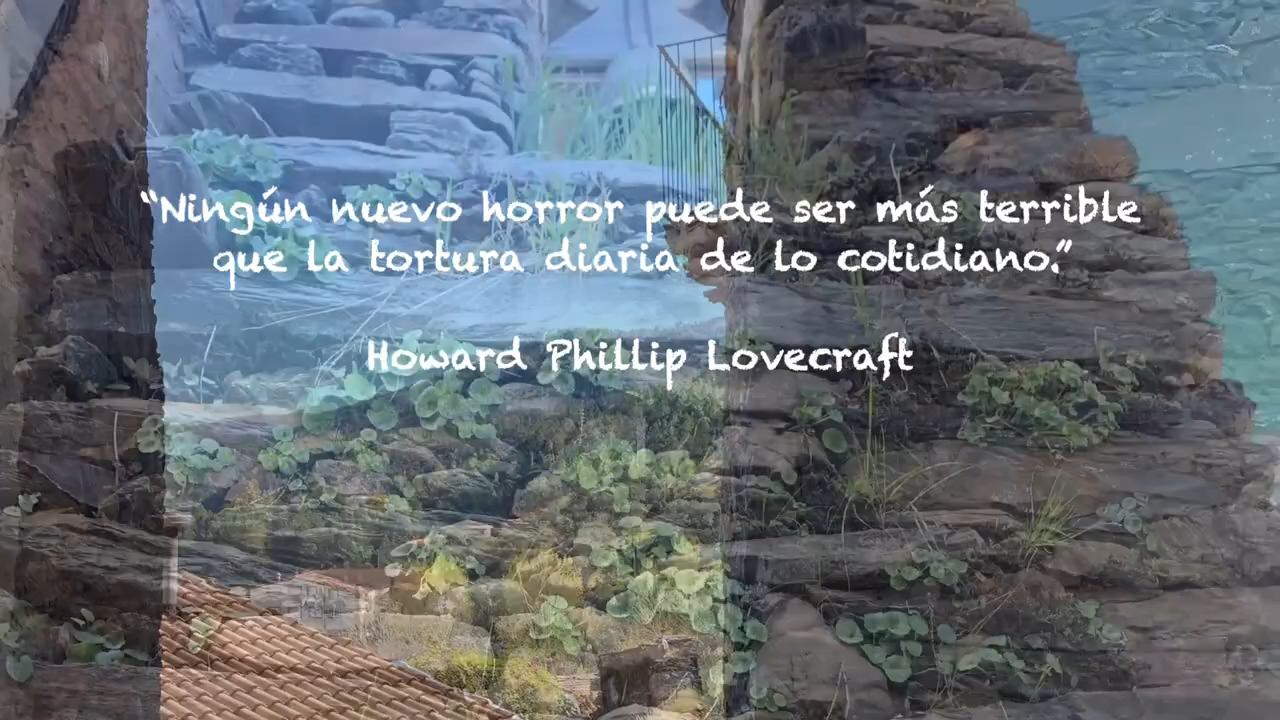 “Ningún nuevo horror puede ser más terrible
que la tortura diaria de lo cotidiano.”
Howard Phillip Lovecraft